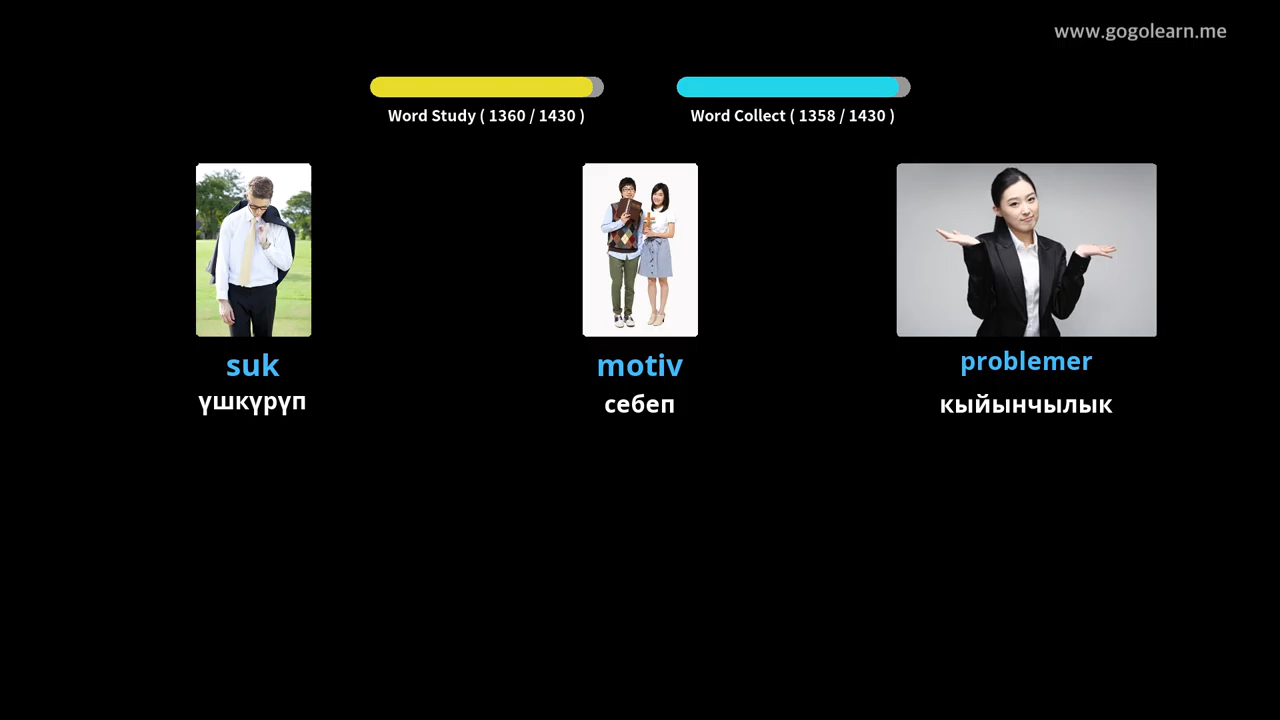 www.gogolearn.me
Word Study ( 1360 / 1430 )
Word Collect ( 1358 / 1430 )
suk
motiv
problemer
үшкүрүп
себеп
кыйынчылык